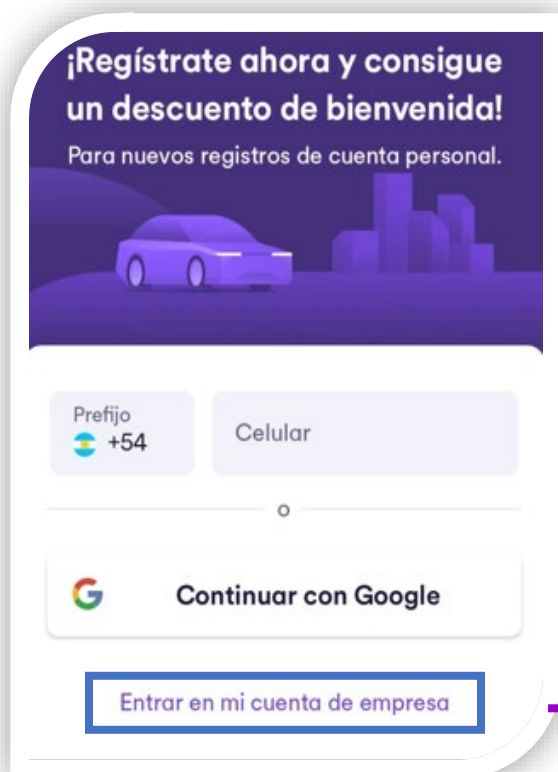 ¡Regístrate ahora y consigue
un descuento de bienvenida!
Para nuevos registros de cuenta personal.
Prefijo
+54
Celular
o
Continuar con Google
Entrar en mi cuenta de empresa